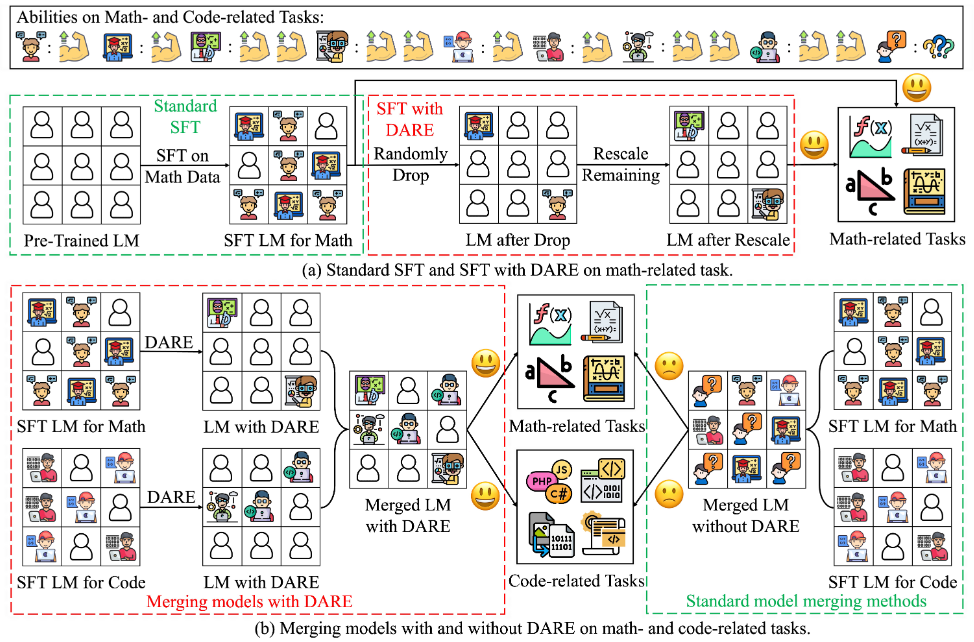 Abilities on Math- and Code-related Tasks:
: : : : : : : : :
Standard
SFT
SFT with
DARE
SFT on
Math Data
Randomly
Drop
Rescale
Remaining
f(x)
√x
(x+y)
a
b
c
Pre-Trained LM
SFT LM for Math
LM after Drop
LM after Rescale
Math-related Tasks
(a) Standard SFT and SFT with DARE on math-related task.
DARE
SFT LM for Math
LM with DARE
DARE
SFT LM for Code
LM with DARE
Merging models with DARE
Merged LM
with DARE
f(x)
√x
(x+y)
a
b
c
Math-related Tasks
JS
PHP
C#
</>
</>0101
1010
10111
11101
</>
Code-related Tasks
Merged LM
without DARE
SFT LM for Math
SFT LM for Code
Standard model merging methods
(b) Merging models with and without DARE on math- and code-related tasks.